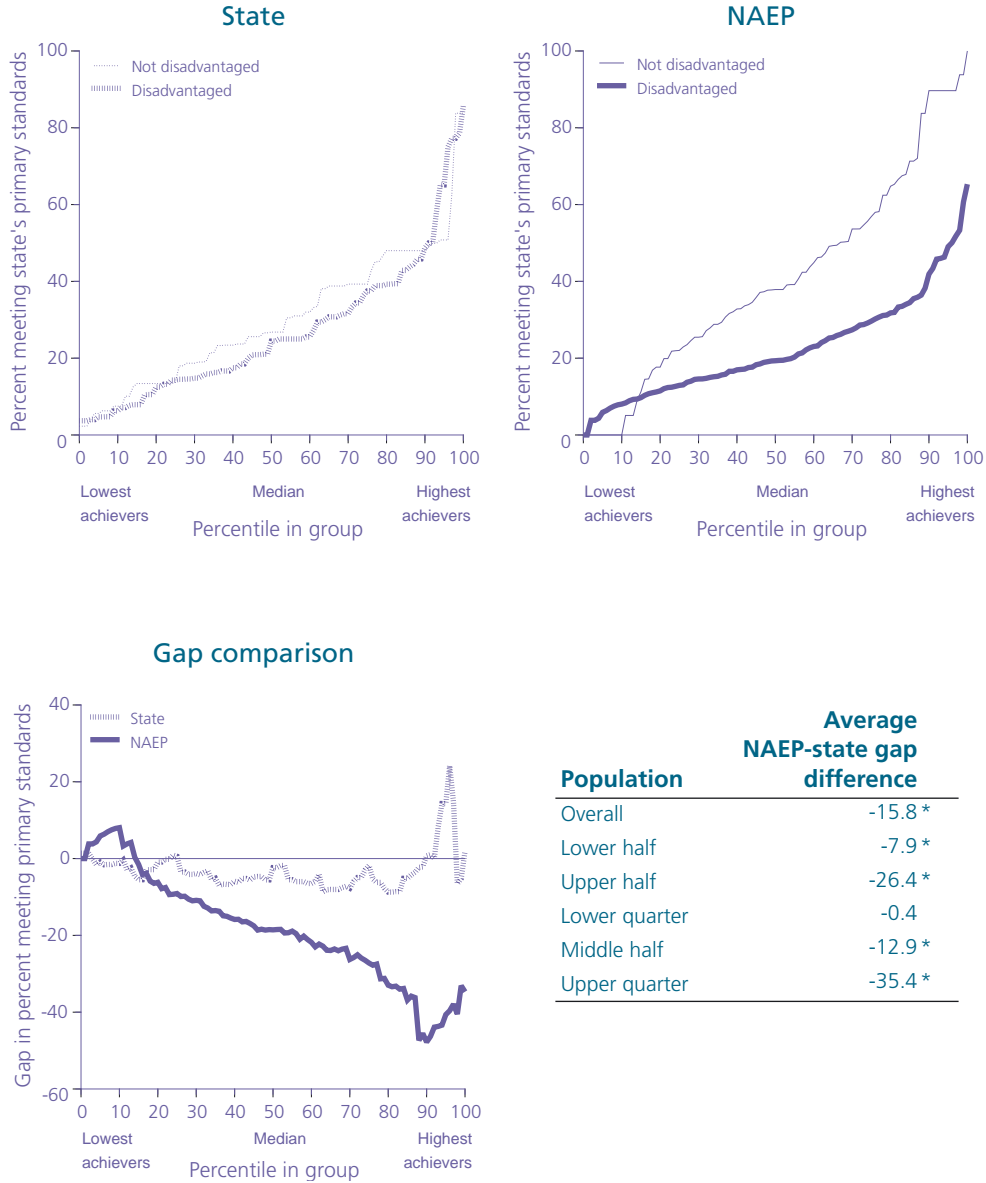 State
Percent meeting state's primary standards
100
80
60
40
20
0
Not disadvantaged
Disadvantaged
0 10 20 30 40 50 60 70 80 90 100
Lowest achievers
Median
Highest achievers
Percentile in group
NAEP
Percent meeting state's primary standards
100
80
60
40
20
0
Not disadvantaged
Disadvantaged
0 10 20 30 40 50 60 70 80 90 100
Lowest achievers
Median
Highest achievers
Percentile in group
Gap comparison
Gap in percent meeting primary standards
40
20
0
-20
-40
-60
State
NAEP
0 10 20 30 40 50 60 70 80 90 100
Lowest achievers
Median
Highest achievers
Percentile in group
Average
NAEP-state gap
Population difference
Overall -15.8 *
Lower half -7.9 *
Upper half -26.4 *
Lower quarter -0.4
Middle half -12.9 *
Upper quarter -35.4 *